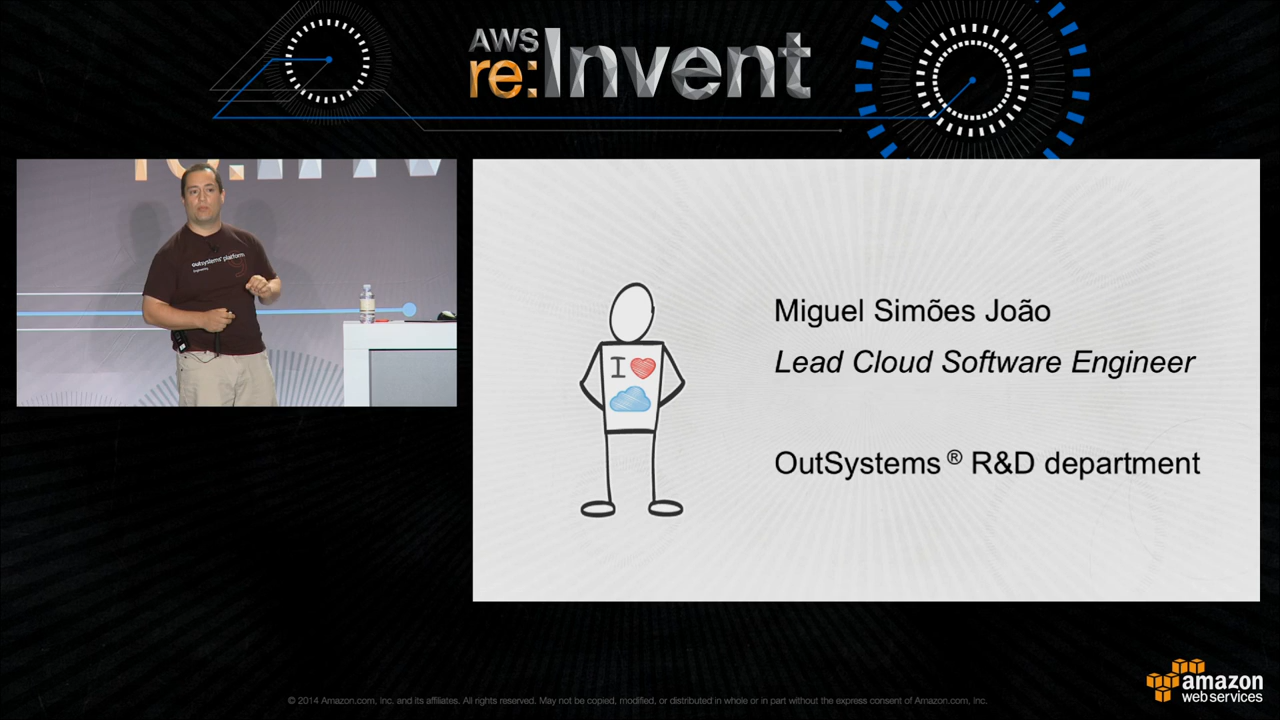 AWS
re:Invent
outsystems platform
Engineering
Miguel Simões João
Lead Cloud Software Engineer
I
OutSystems ® R&D department
© 2014 Amazon.com, inc. and its affiliates. All rights reserved. May not be copied, modified, or distributed in whole or in part without the express consent of Amazon.com, inc.
amazon
web services